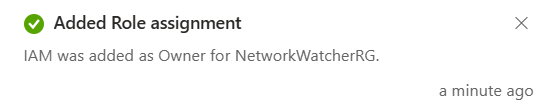 Added Role assignment
IAM was added as Owner for NetworkWatcherRG.
a minute ago